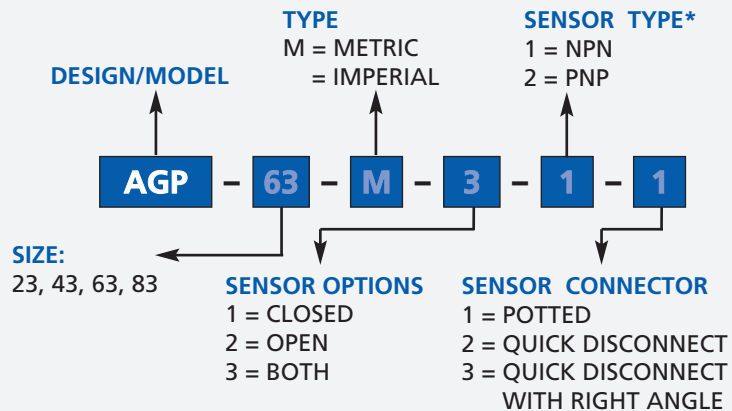 TYPE
M = METRIC
= IMPERIAL
SENSOR TYPE*
1 = NPN
2 = PNP
DESIGN/MODEL
AGP – 63 – M – 3 – 1 – 1
SIZE:
23, 43, 63, 83
SENSOR OPTIONS
1 = CLOSED
2 = OPEN
3 = BOTH
SENSOR CONNECTOR
1 = POTTED
2 = QUICK DISCONNECT
3 = QUICK DISCONNECT
WITH RIGHT ANGLE